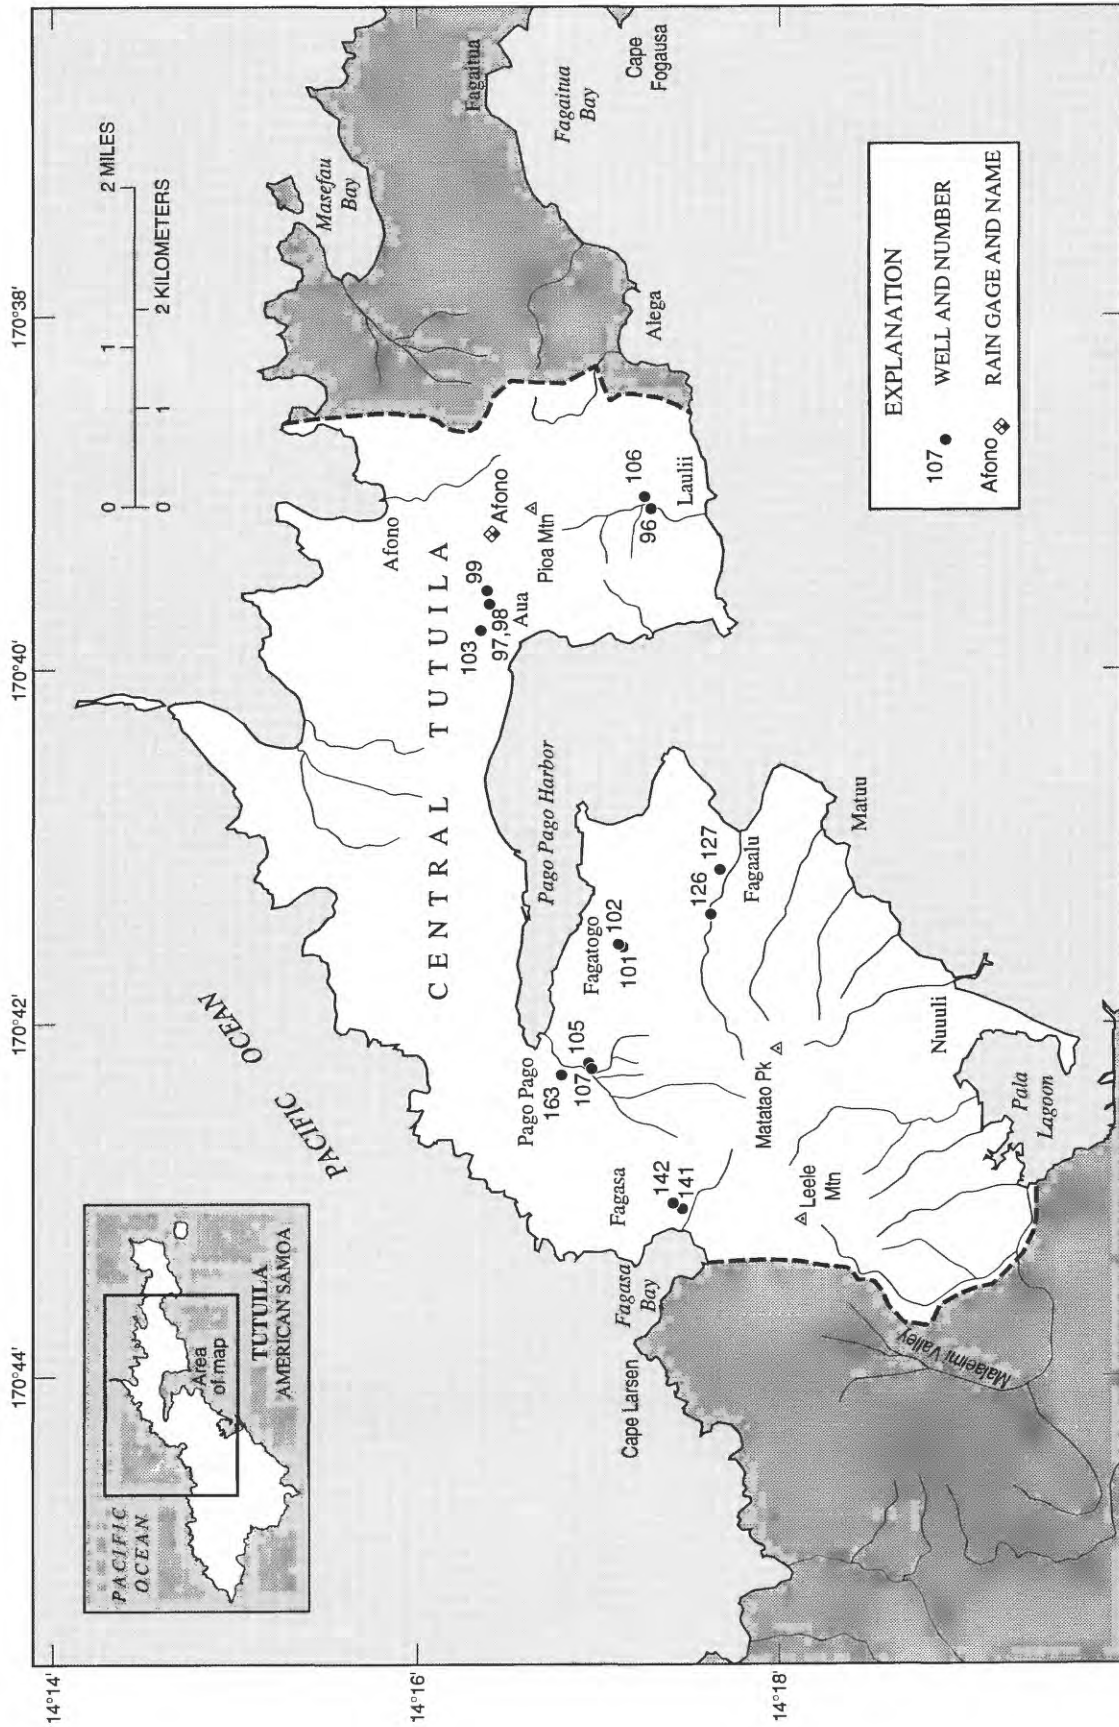 170°44'
170°42'
170°40'
170°38'
14°14'
14°16'
14°18'
PACIFIC
OCEAN
Area
of map
TUTUILA
AMERICAN SAMOA
0 1 2 MILES
0 1 2 KILOMETERS
PACIFIC OCEAN
CENTRAL TUTUILA
Afono
Masefau
Bay
Fagaitua
Fagaitua
Bay
Cape
Fogausa
Alega
103
97,98
99
Aua
Afono
Pioa Mtn
96
106
Laulii
Pago Pago Harbor
Pago Pago
163
107
105
Fagatogo
101
102
126
127
Fagaalu
Matuu
Fagasa
142
141
Fagasa
Bay
Cape Larsen
Matatao Pk
Leele
Mtn
Malaeimi Valley
Nuuuli
Pala
Lagoon
EXPLANATION
107 WELL AND NUMBER
Afono RAIN GAGE AND NAME